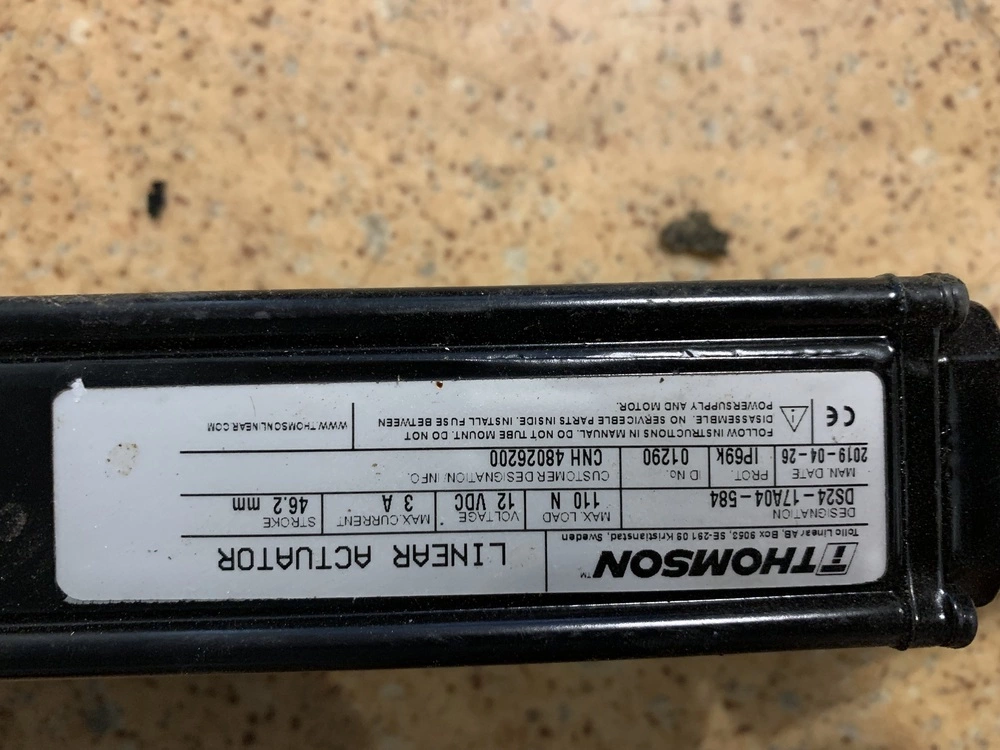 THOMSON™
Tollo Linear AB, Box 9053, SE-291 09 Kristianstad, Sweden
LINEAR ACTUATOR
DESIGNATION
DS24-17A04-584
MAX. LOAD
110 N
VOLTAGE
12 VDC
MAX.CURRENT
3 A
STROKE
46.2 mm
MAN. DATE
2019-04-26
PROT.
IP69k
ID No.
01290
CUSTOMER DESIGNATION/INFO.
CNH 48026200
CE
FOLLOW INSTRUCTIONS IN MANUAL. DO NOT TUBE MOUNT. DO NOT
DISASSEMBLE. NO SERVICEBLE PARTS INSIDE. INSTALL FUSE BETWEEN
POWERSUPPLY AND MOTOR.
WWW.THOMSONLINEAR.COM